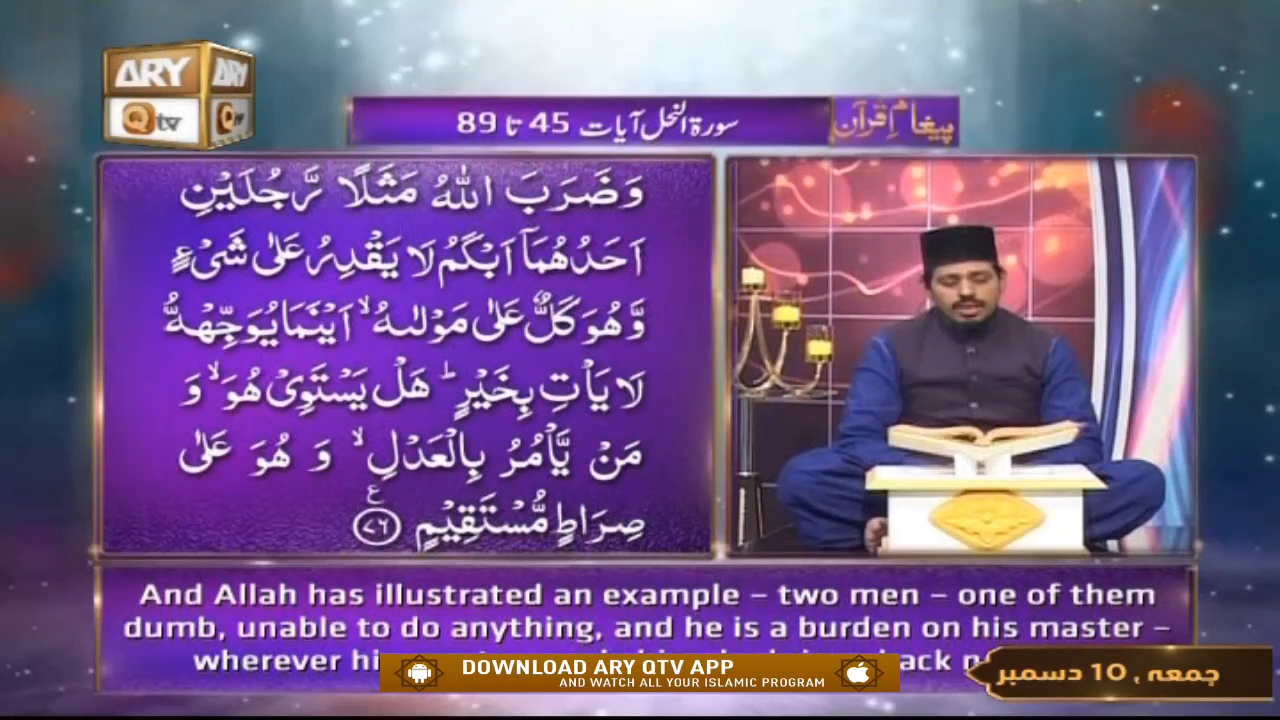 ARY
ARY
Qtv
سورۃ النحل آیات 45 تا 89
پیغامِ قرآن
وَضَرَبَ اللّٰهُ مَثَلًا رَّجُلَیْنِ
اَحَدُهُمَاۤ اَبْكَمُ لَا یَقْدِرُ عَلٰى شَیْءٍ
وَّهُوَ كَلٌّ عَلٰى مَوْلٰىهُۙ اَیْنَمَا یُوَجِّهْهُّ
لَا یَاْتِ بِخَیْرٍؕ هَلْ یَسْتَوِیْ هُوَۙ وَ
مَنْ یَّاْمُرُ بِالْعَدْلِۙ وَ هُوَ عَلٰى
صِرَاطٍ مُّسْتَقِیْمٍ ﴿۷۶﴾ ع
And Allah has illustrated an example – two men – one of them
dumb, unable to do anything, and he is a burden on his master –
wherever
DOWNLOAD ARY QTV APP
AND WATCH ALL YOUR ISLAMIC PROGRAM
جمعہ , 10 دسمبر